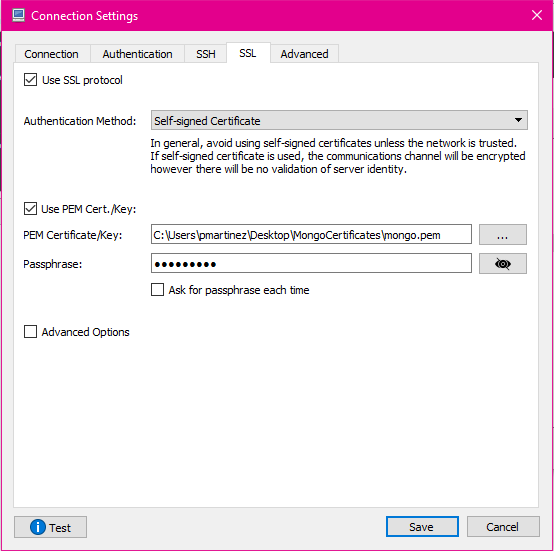 Connection Settings
Connection Authentication SSH SSL Advanced
Use SSL protocol
Authentication Method: Self-signed Certificate
In general, avoid using self-signed certificates unless the network is trusted.
If self-signed certificate is used, the communications channel will be encrypted
however there will be no validation of server identity.
Use PEM Cert./Key:
PEM Certificate/Key: C:\Users\pmartinez\Desktop\MongoCertificates\mongo.pem ...
Passphrase: ●●●●●●●●●
Ask for passphrase each time
Advanced Options
Test Save Cancel